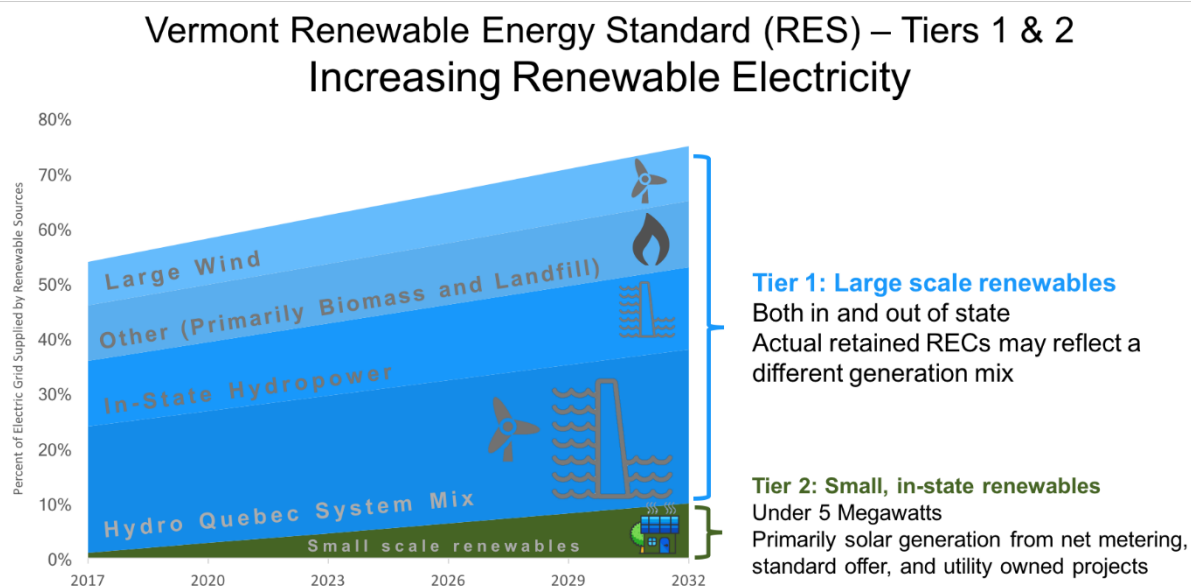 Vermont Renewable Energy Standard (RES) – Tiers 1 & 2
Increasing Renewable Electricity
Percent of Electric Grid Supplied by Renewable Sources
80%
70%
60%
50%
40%
30%
20%
10%
0%
Large Wind
Other (Primarily Biomass and Landfill)
In-State Hydropower
Hydro Quebec System Mix
Small scale renewables
2017
2020
2023
2026
2029
2032
Tier 1: Large scale renewables
Both in and out of state
Actual retained RECs may reflect a
different generation mix
Tier 2: Small, in-state renewables
Under 5 Megawatts
Primarily solar generation from net metering,
standard offer, and utility owned projects